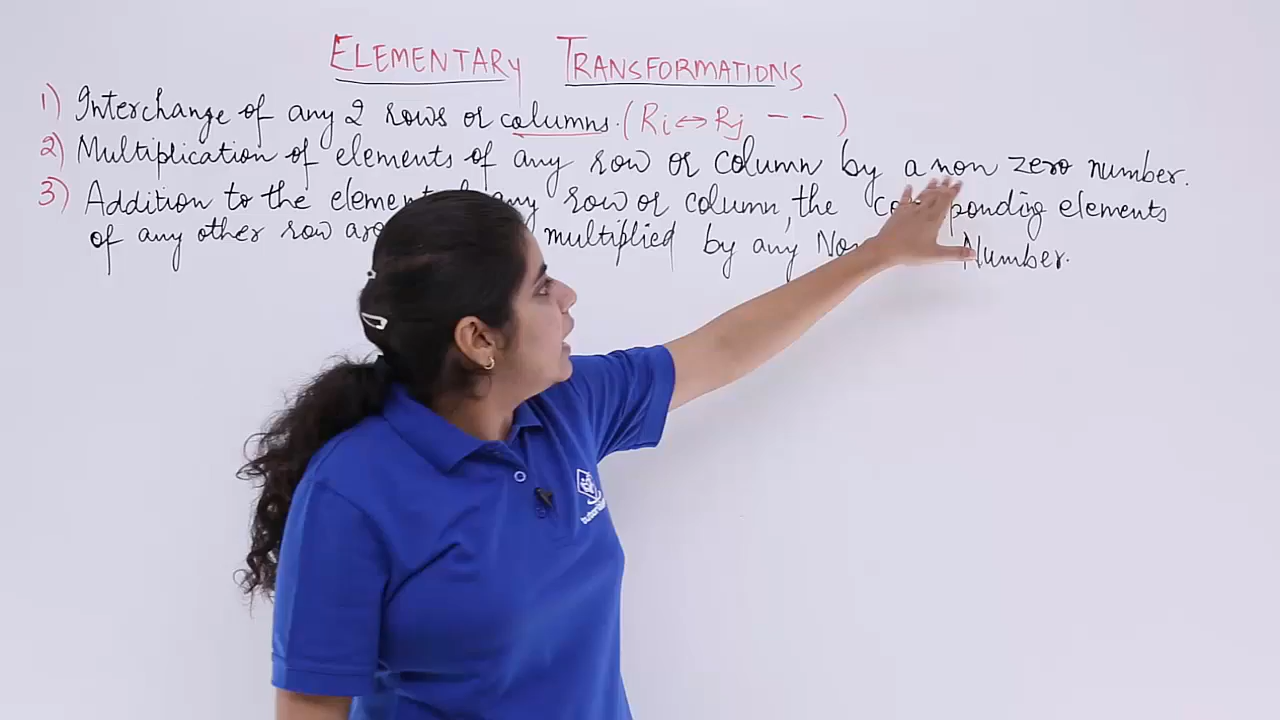 ELEMENTARY TRANSFORMATIONS
1) Interchange of any 2 rows or columns. (Ri ↔ Rj - - )
2) Multiplication of elements of any row or column by a non zero number.
3) Addition to the any row or column, the elements
of any other row multiplied by any Number.